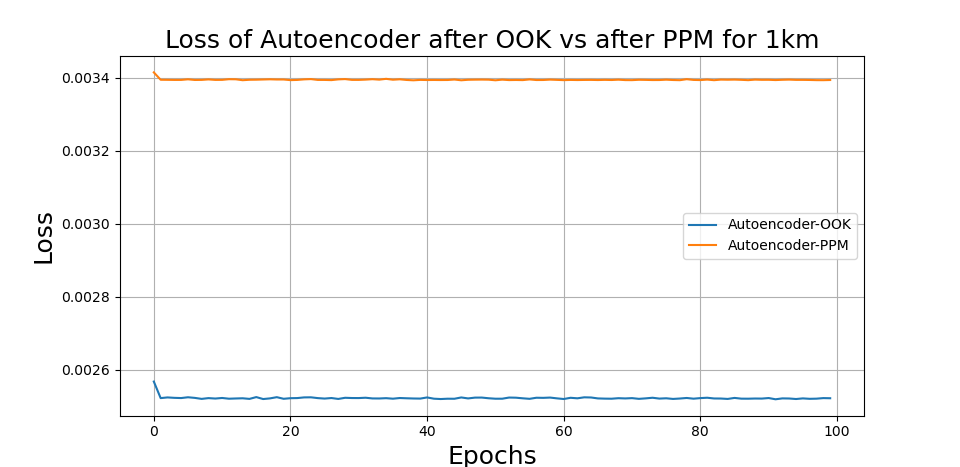 Loss of Autoencoder after OOK vs after PPM for 1km
0.0034
0.0032
0.0030
0.0028
0.0026
Loss
Autoencoder-OOK
Autoencoder-PPM
0 20 40 60 80 100
Epochs